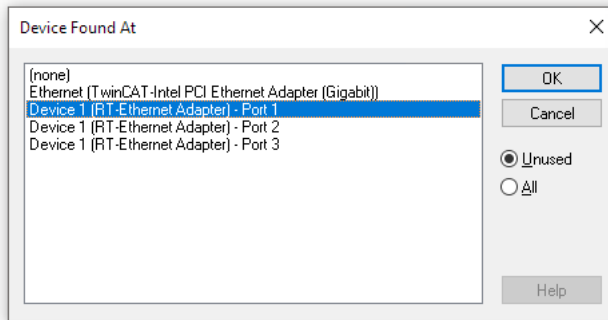 Device Found At
(none)
Ethernet (TwinCAT-Intel PCI Ethernet Adapter (Gigabit))
Device 1 (RT-Ethernet Adapter) - Port 1
Device 1 (RT-Ethernet Adapter) - Port 2
Device 1 (RT-Ethernet Adapter) - Port 3
OK
Cancel
Unused
All
Help